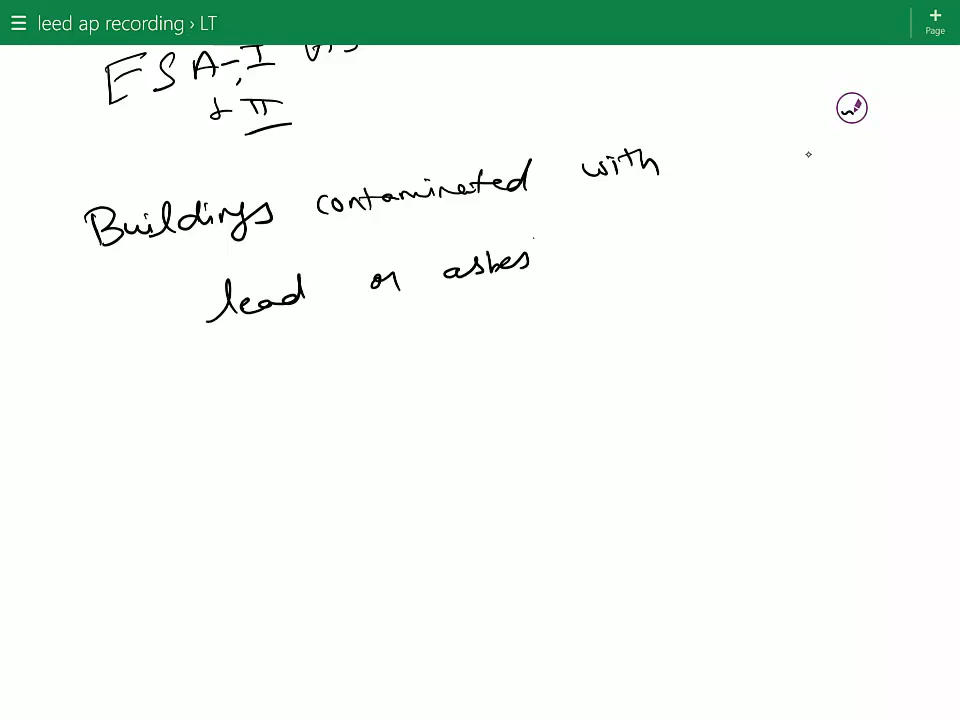 leed ap recording › LT
Page
ESA-I
& II
Buildings contaminated with
lead or asbes